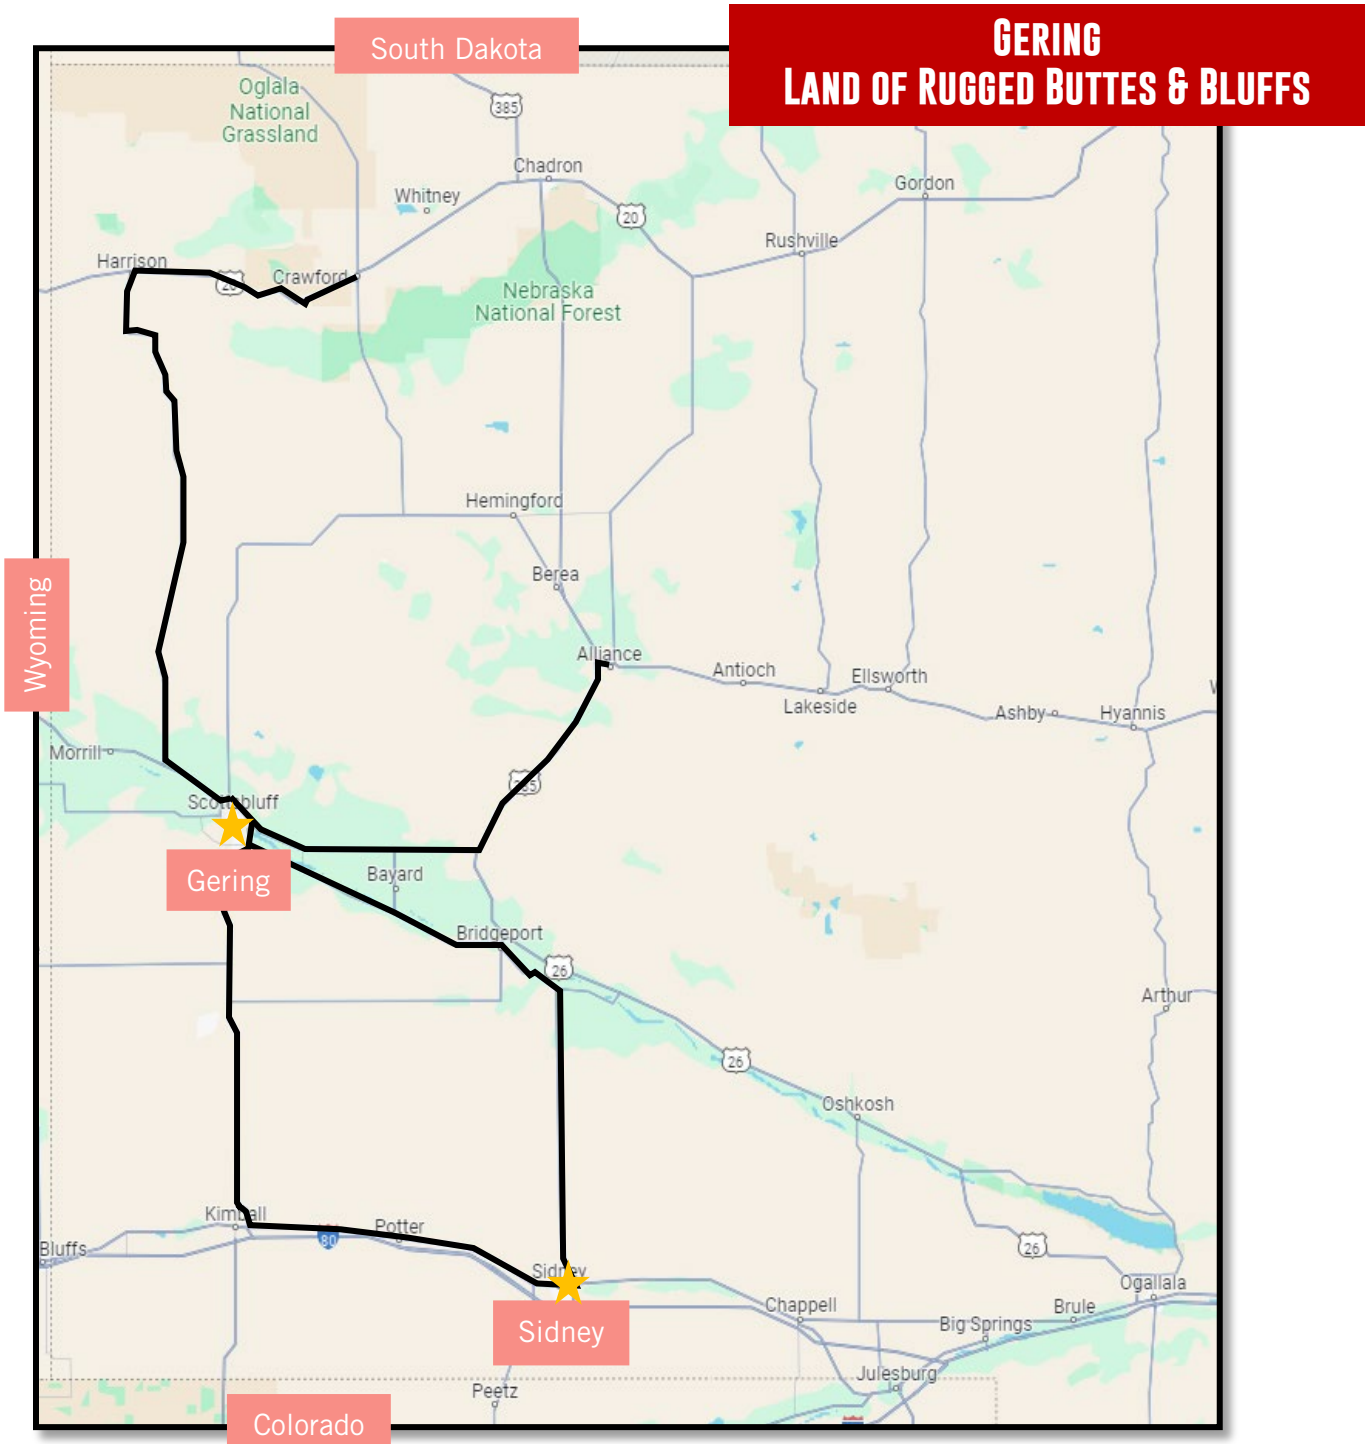 South Dakota
GERING
LAND OF RUGGED BUTTES & BLUFFS
Oglala
National
Grassland
385
Chadron
Whitney
Gordon
20
Rushville
Harrison
20
Crawford
Nebraska
National Forest
Hemingford
Berea
Wyoming
Alliance
Antioch
Ellsworth
Lakeside
Ashby
Hyannis
Morrill
385
Scottsbluff
Gering
Bayard
Bridgeport
26
Arthur
26
Oshkosh
Kimball
Potter
80
Bluffs
26
Sidney
Ogallala
Chappell
Brule
Big Springs
Sidney
Julesburg
Peetz
Colorado